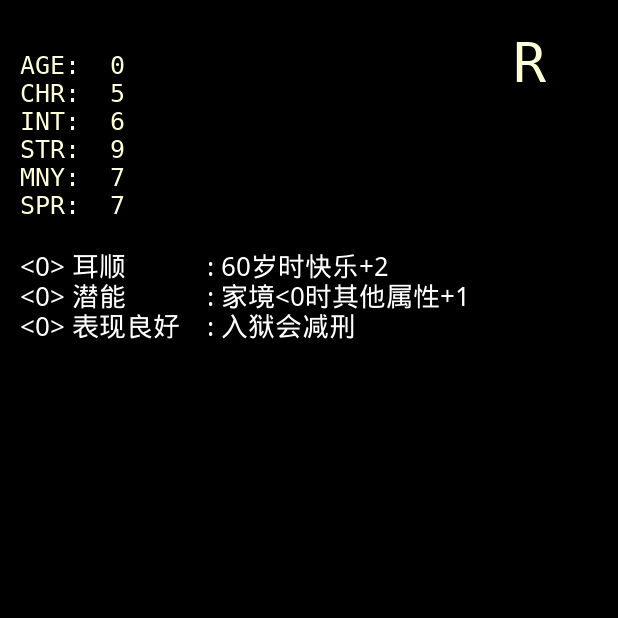 R
AGE: 0
CHR: 5
INT: 6
STR: 9
MNY: 7
SPR: 7
<0> 耳顺 : 60岁时快乐+2
<0> 潜能 : 家境<0时其他属性+1
<0> 表现良好 : 入狱会减刑